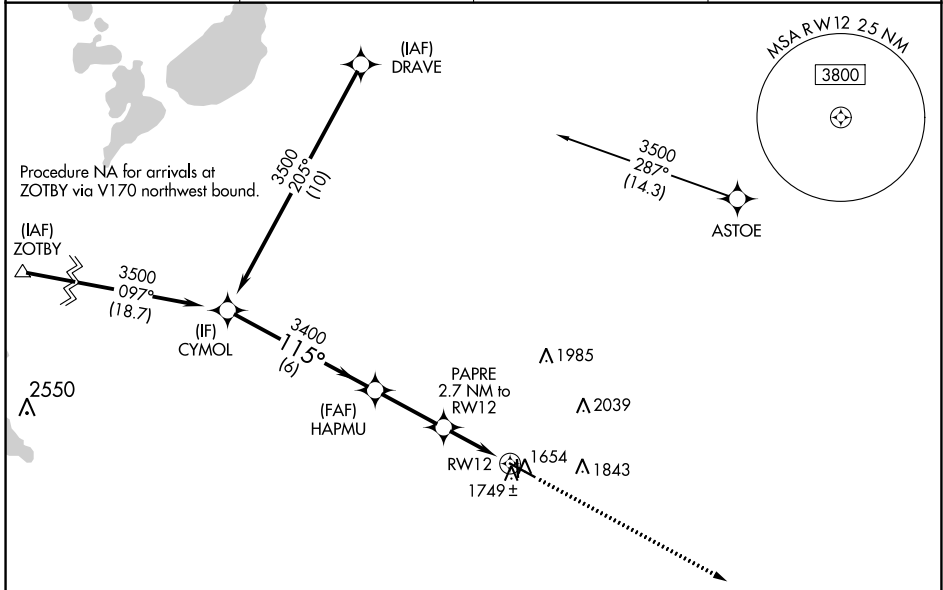 (IAF)
DRAVE
MSA RW12 25 NM
3800
3500
205°
(10)
3500
287°
(14.3)
ASTOE
Procedure NA for arrivals at
ZOTBY via V170 northwest bound.
(IAF)
ZOTBY
3500
097°
(18.7)
(IF)
CYMOL
3400
115°
(6)
(FAF)
HAPMU
PAPRE
2.7 NM to
RW12
1985
2039
2550
RW12
1654
1843
1749 ±